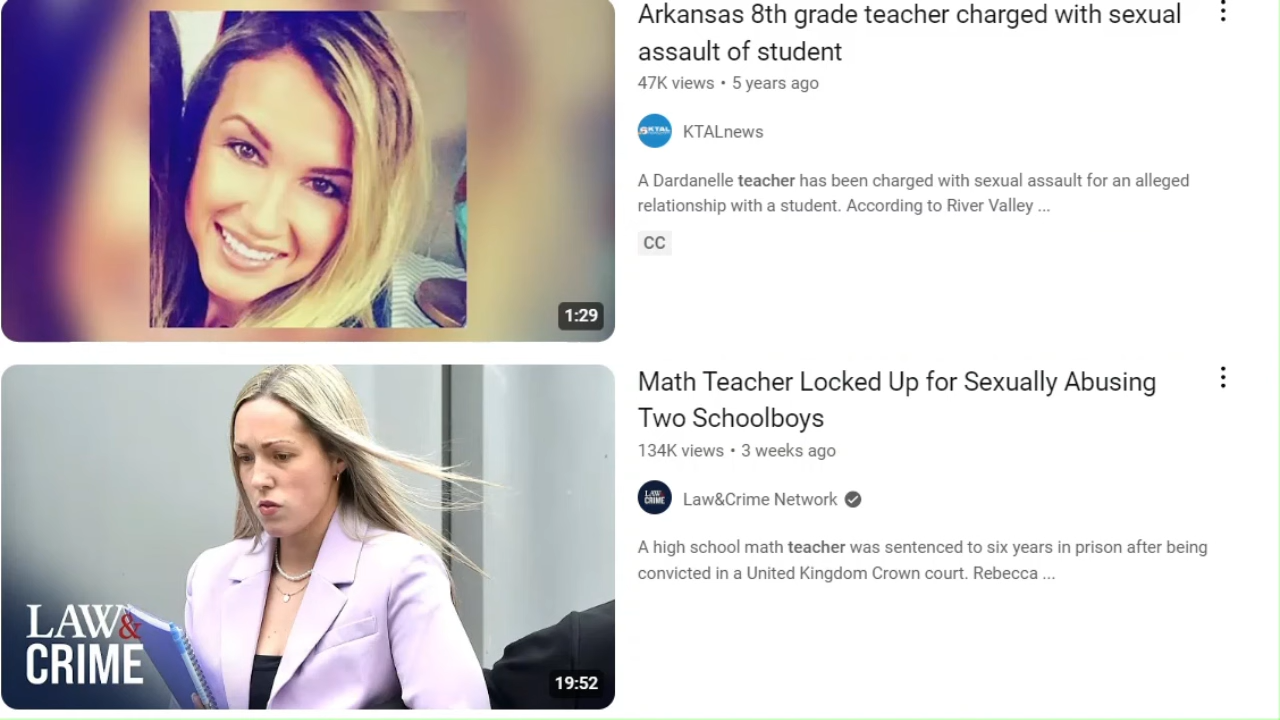 Arkansas 8th grade teacher charged with sexual
assault of student
47K views • 5 years ago
KTAL
KTALnews
A Dardanelle teacher has been charged with sexual assault for an alleged
relationship with a student. According to River Valley ...
CC
1:29
Math Teacher Locked Up for Sexually Abusing
Two Schoolboys
134K views • 3 weeks ago
LAW&
CRIME
Law&Crime Network
A high school math teacher was sentenced to six years in prison after being
convicted in a United Kingdom Crown court. Rebecca ...
LAW&
CRIME
19:52